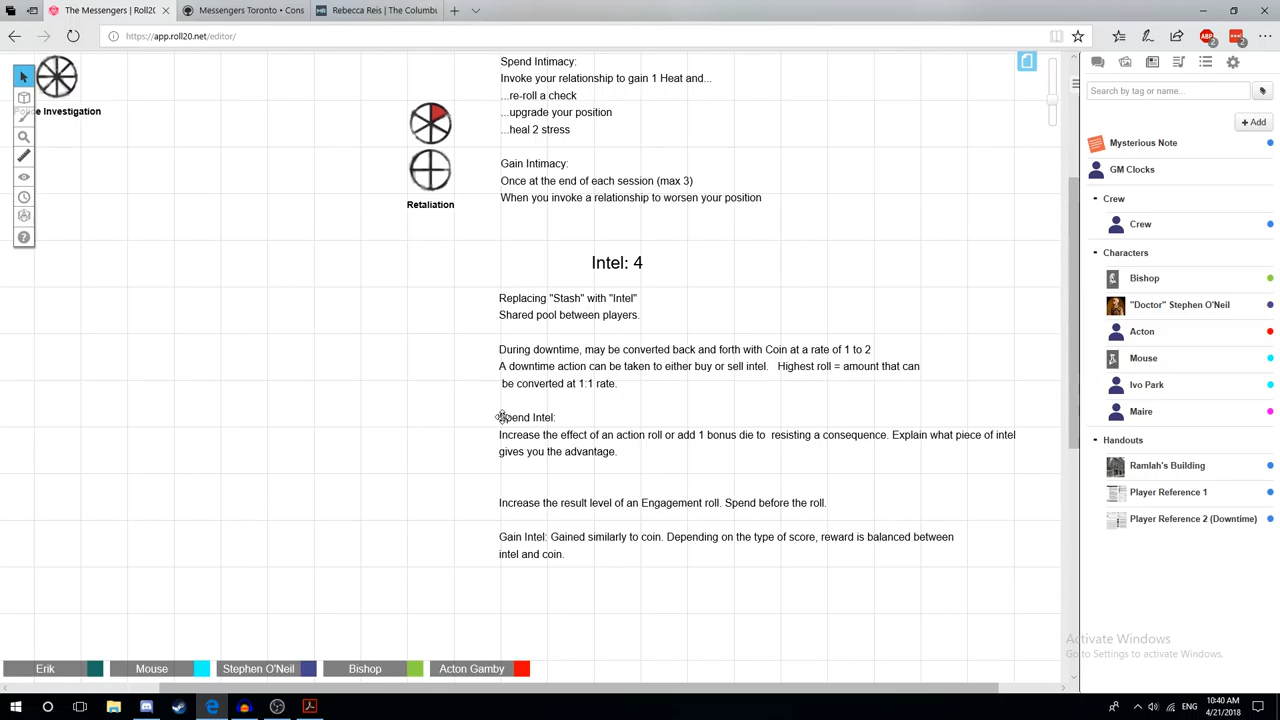 The Messengers | Roll20
Messengers Toronto • Cons
Rebecca Reis | The Columbu
https://app.roll20.net/editor/
Police Investigation
Retaliation
Spend Intimacy:
Invoke your relationship to gain 1 Heat and...
...re-roll a check
...upgrade your position
...heal 2 stress
Gain Intimacy:
Once at the end of each session (max 3)
When you invoke a relationship to worsen your position
Intel: 4
Replacing "Stash" with "Intel"
Shared pool between players.
During downtime, may be converted back and forth with Coin at a rate of 1 to 2
A downtime action can be taken to either buy or sell intel. Highest roll = amount that can
be converted at 1:1 rate.
Spend Intel:
Increase the effect of an action roll or add 1 bonus die to resisting a consequence. Explain what piece of intel
gives you the advantage.
Increase the result level of an Engagement roll. Spend before the roll.
Gain Intel: Gained similarly to coin. Depending on the type of score, reward is balanced between
intel and coin.
Erik
Mouse
Stephen O'Neil
Bishop
Acton Gamby
Search by tag or name...
+ Add
Mysterious Note
GM Clocks
Crew
Crew
Characters
Bishop
"Doctor" Stephen O'Neil
Acton
Mouse
Ivo Park
Maire
Handouts
Ramlah's Building
Player Reference 1
Player Reference 2 (Downtime)
Activate Windows
Go to Settings to activate Windows.
ENG
10:40 AM
4/21/2018